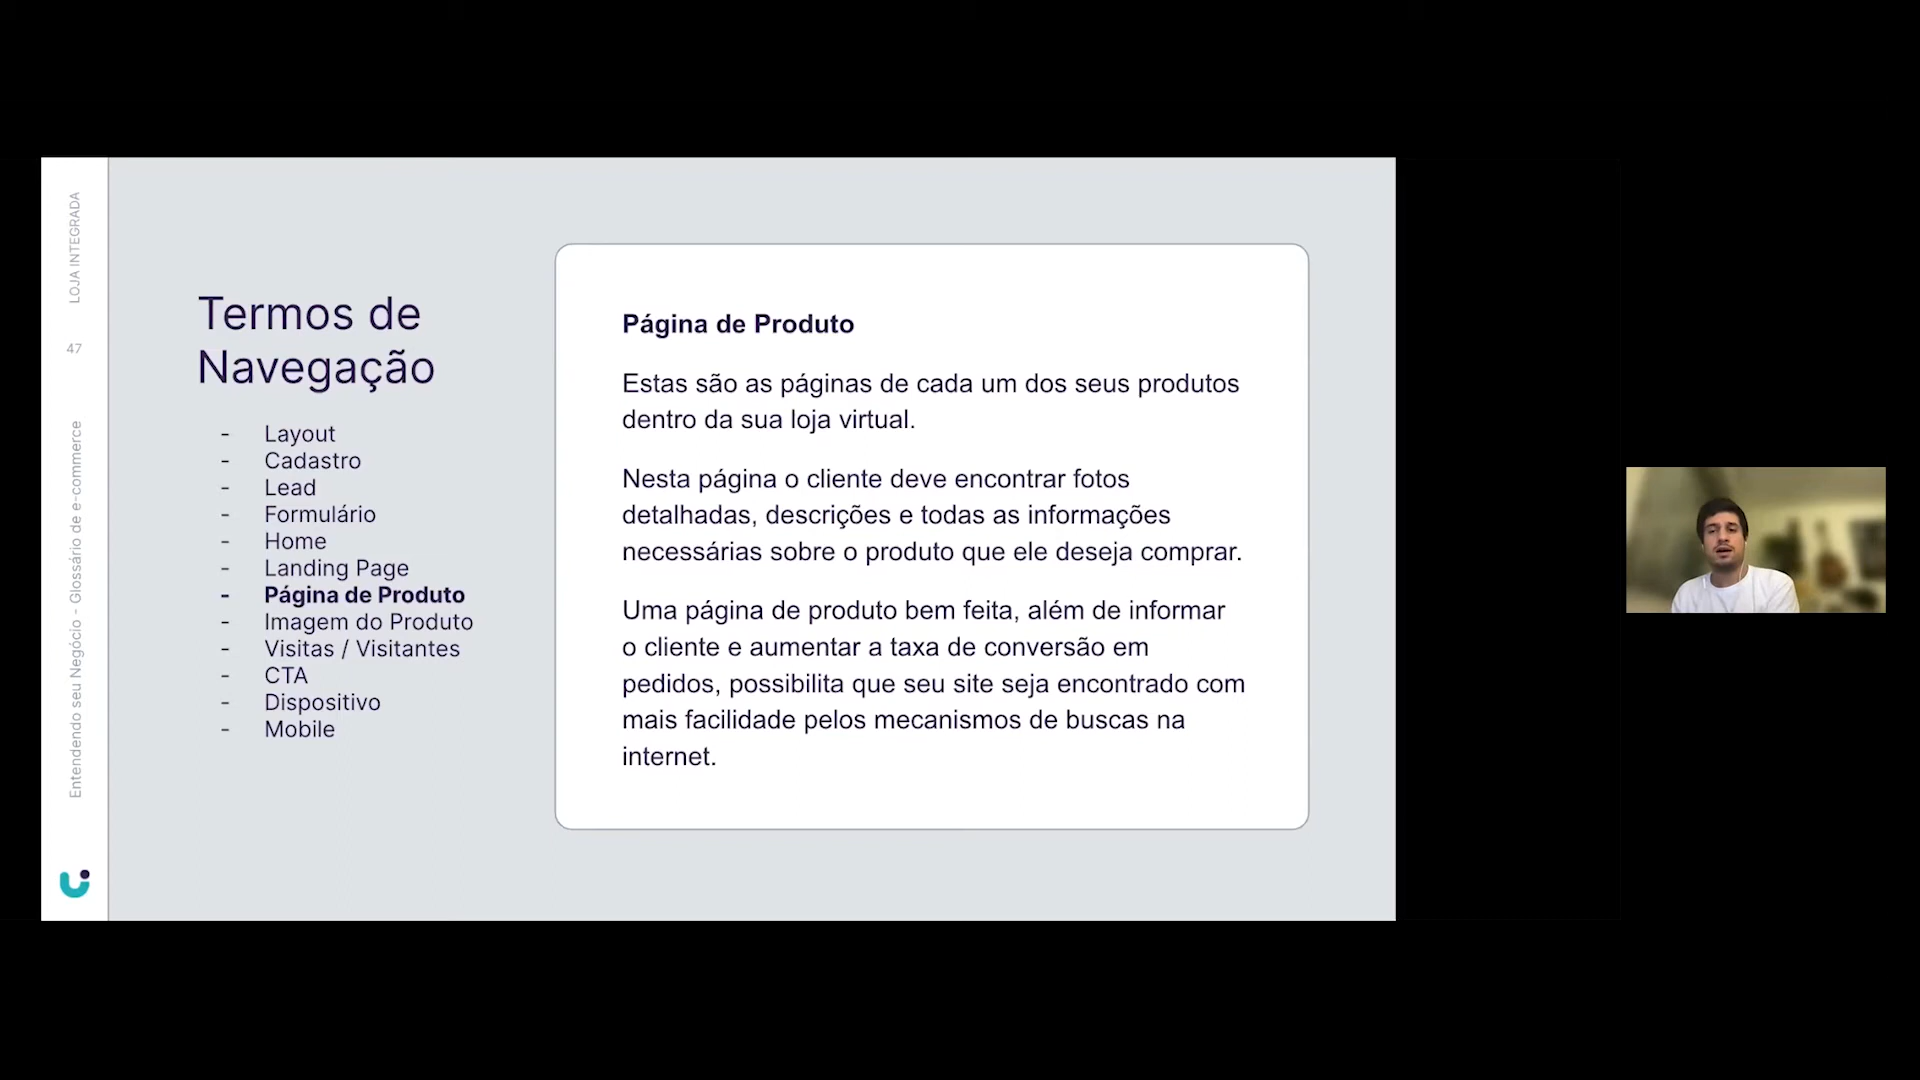 LOJA INTEGRADA
47
Entendendo seu Negócio - Glossário de e-commerce
Termos de
Navegação
- Layout
- Cadastro
- Lead
- Formulário
- Home
- Landing Page
- Página de Produto
- Imagem do Produto
- Visitas / Visitantes
- CTA
- Dispositivo
- Mobile
Página de Produto
Estas são as páginas de cada um dos seus produtos
dentro da sua loja virtual.
Nesta página o cliente deve encontrar fotos
detalhadas, descrições e todas as informações
necessárias sobre o produto que ele deseja comprar.
Uma página de produto bem feita, além de informar
o cliente e aumentar a taxa de conversão em
pedidos, possibilita que seu site seja encontrado com
mais facilidade pelos mecanismos de buscas na
internet.